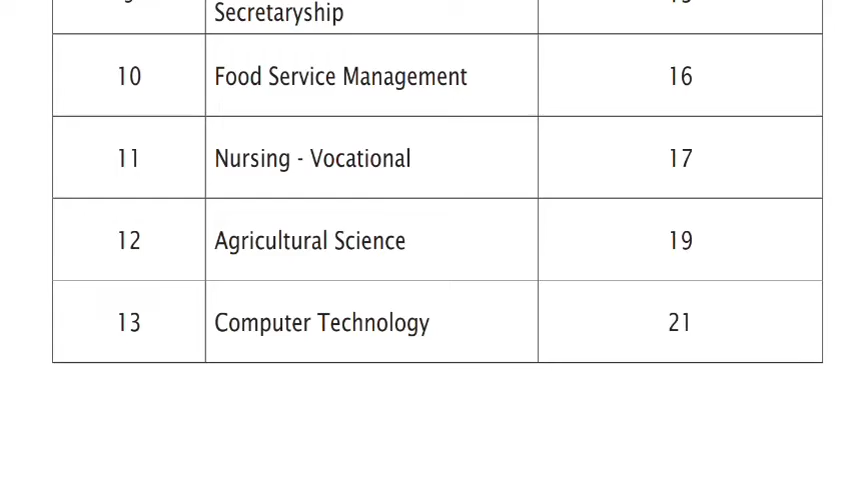 Secretaryship
10 Food Service Management 16
11 Nursing - Vocational 17
12 Agricultural Science 19
13 Computer Technology 21